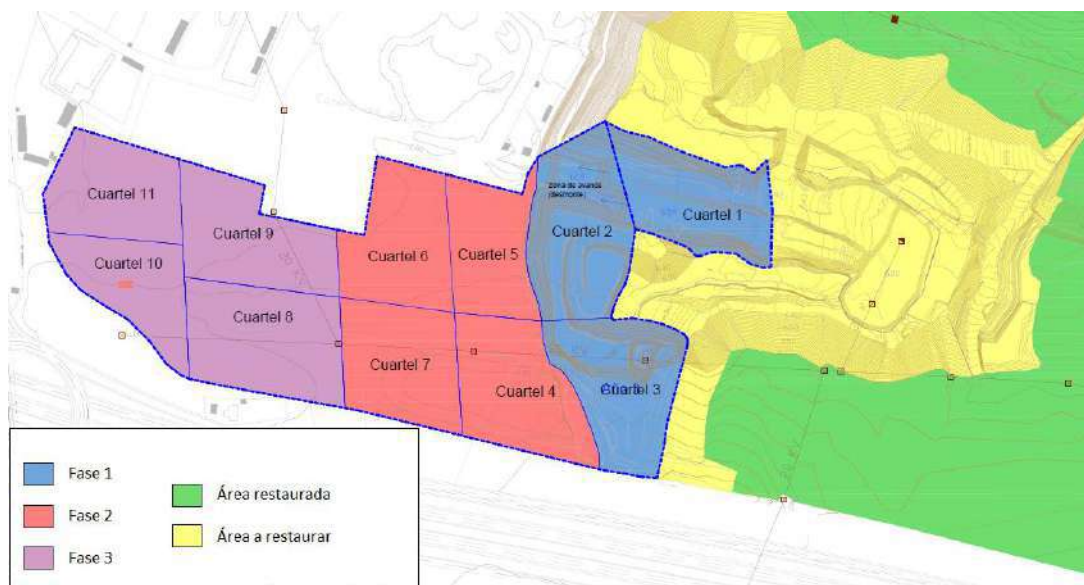 Cuartel 11
Cuartel 10
Cuartel 9
Cuartel 8
Cuartel 6
Cuartel 7
Cuartel 5
Cuartel 4
Zona de avance
(desmonte)
Cuartel 2
Cuartel 1
Cuartel 3
Fase 1
Fase 2
Fase 3
Área restaurada
Área a restaurar